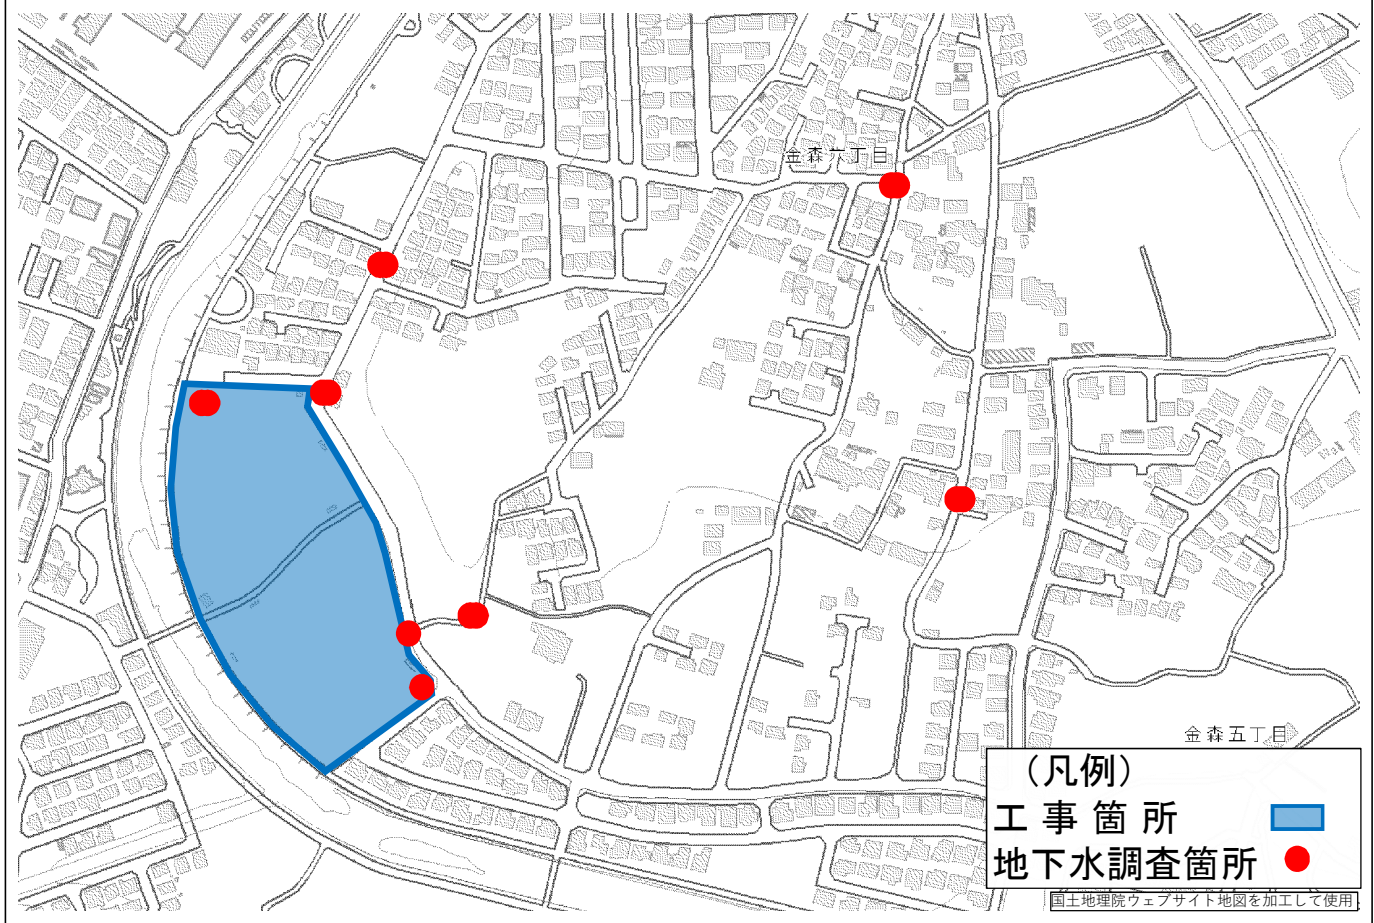 金森六丁目
金森五丁目
（凡例）
工事箇所
地下水調査箇所
国土地理院ウェブサイト地図を加工して使用